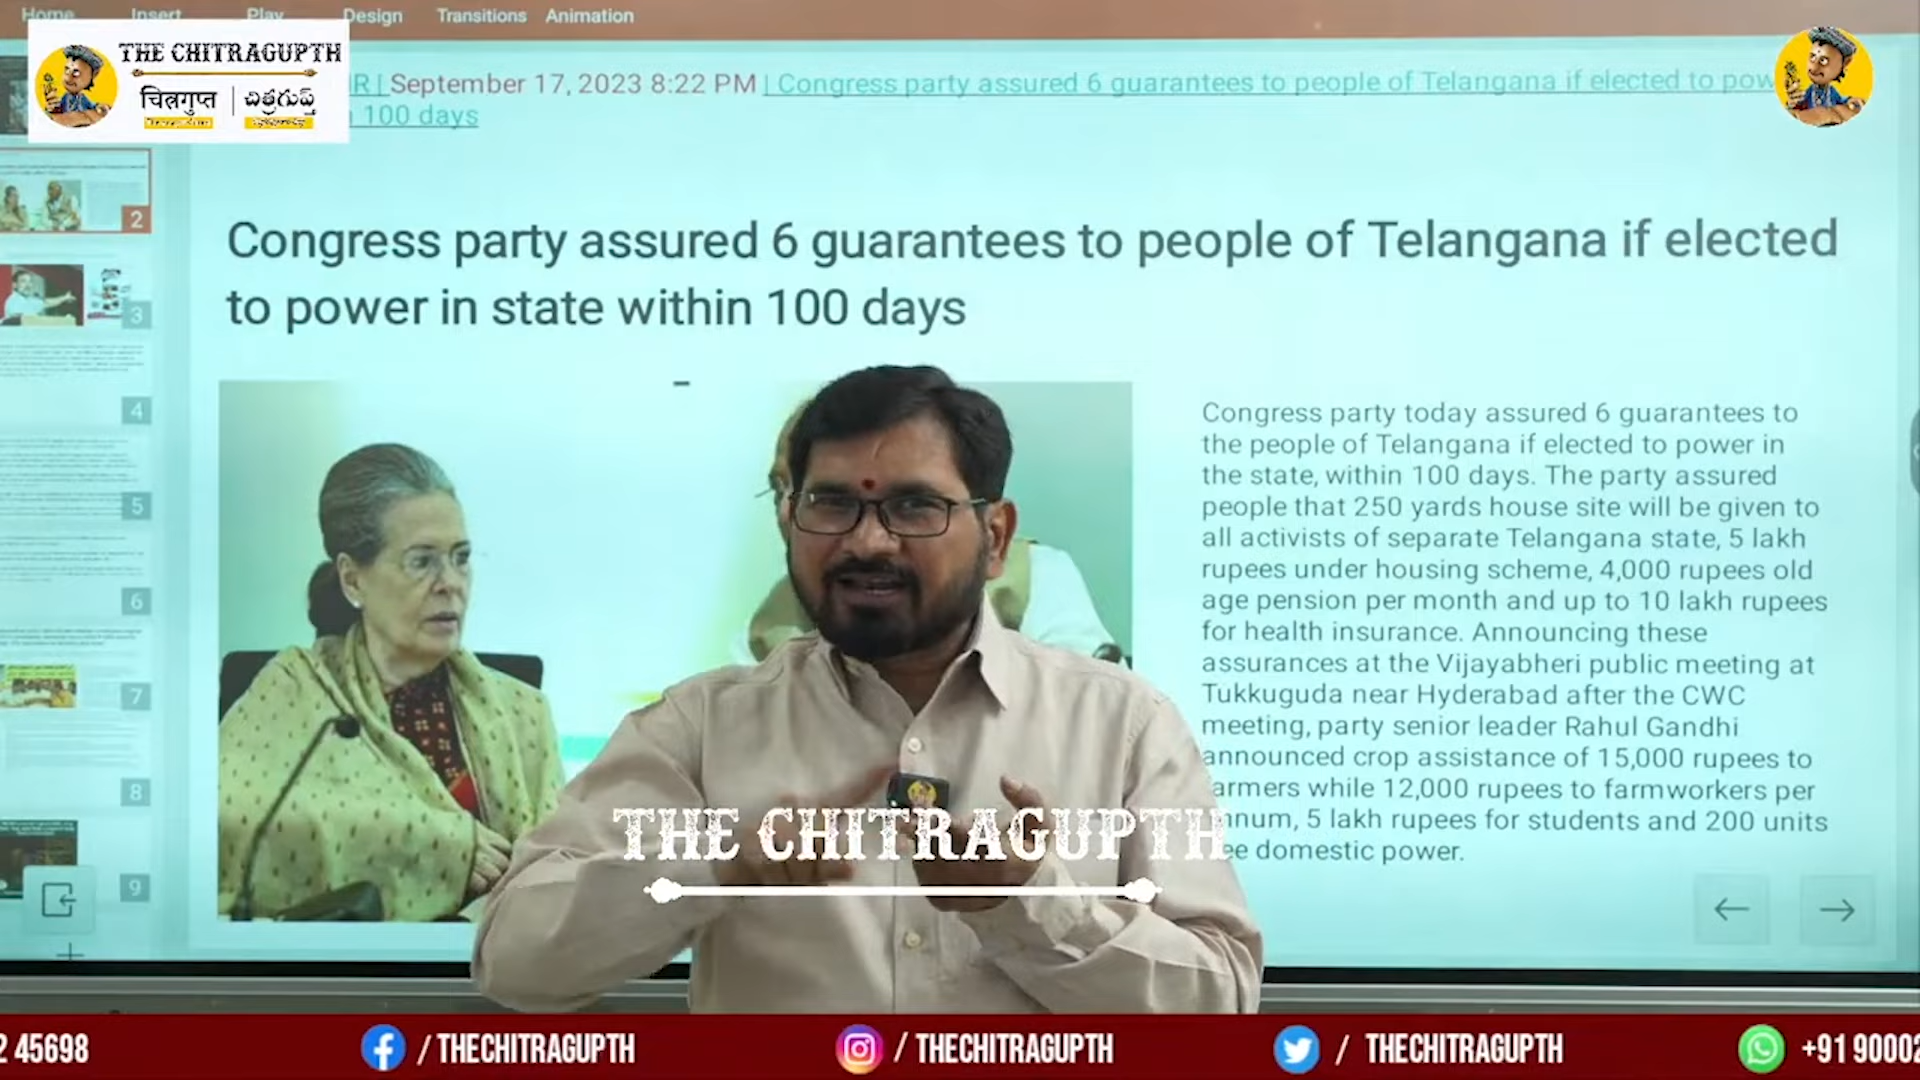 Home Insert Play Design Transitions Animation
THE CHITRAGUPTH
चित्रगुप्त | చిత్రగుప్త్
IR | September 17, 2023 8:22 PM | Congress party assured 6 guarantees to people of Telangana if elected to pow
100 days
Congress party assured 6 guarantees to people of Telangana if elected
to power in state within 100 days
Congress party today assured 6 guarantees to
the people of Telangana if elected to power in
the state, within 100 days. The party assured
people that 250 yards house site will be given to
all activists of separate Telangana state, 5 lakh
rupees under housing scheme, 4,000 rupees old
age pension per month and up to 10 lakh rupees
for health insurance. Announcing these
assurances at the Vijayabheri public meeting at
Tukkuguda near Hyderabad after the CWC
meeting, party senior leader Rahul Gandhi
announced crop assistance of 15,000 rupees to
armers while 12,000 rupees to farmworkers per
nnum, 5 lakh rupees for students and 200 units
ee domestic power.
2
3
4
5
6
7
8
9
THE CHITRAGUPTH
2 45698
/ THECHITRAGUPTH
/ THECHITRAGUPTH
/ THECHITRAGUPTH
+91 90002